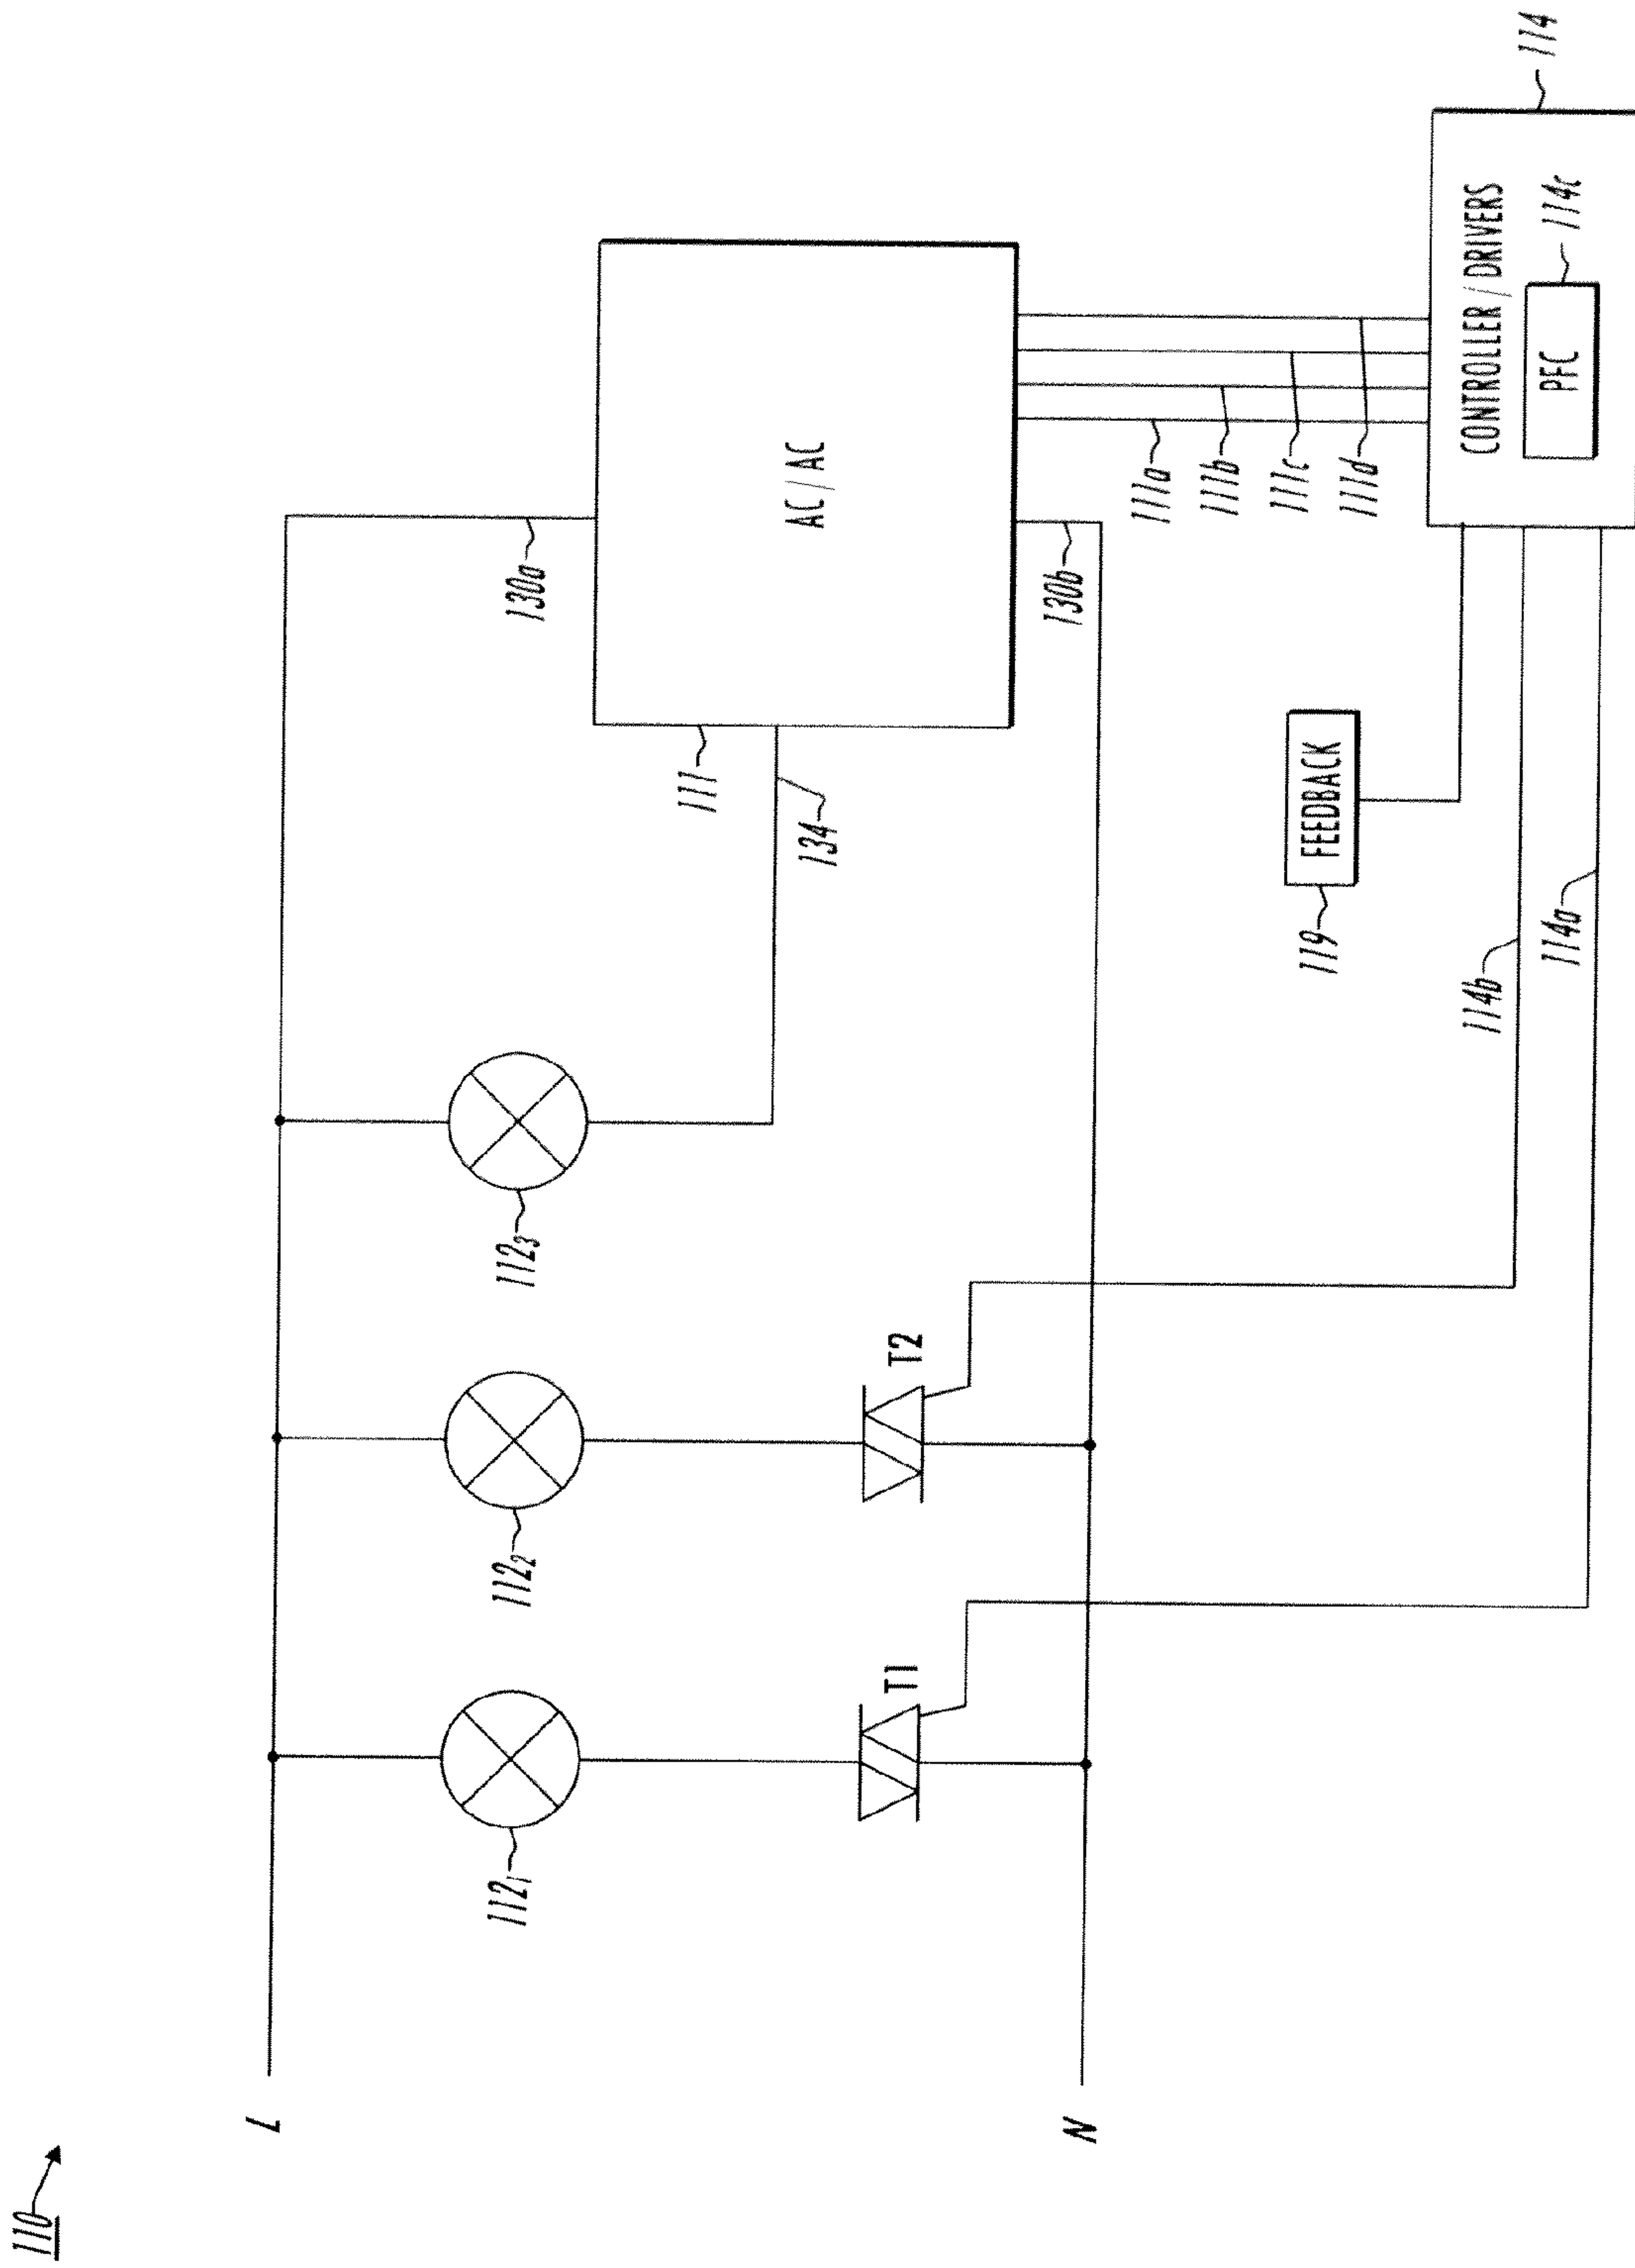 110
L
N
112₁
112₂
112₃
T1
T2
130a
111
AC/AC
134
130b
111a
111b
111c
111d
119
FEEDBACK
114b
114a
CONTROLLER/DRIVERS
PFC
114c
114